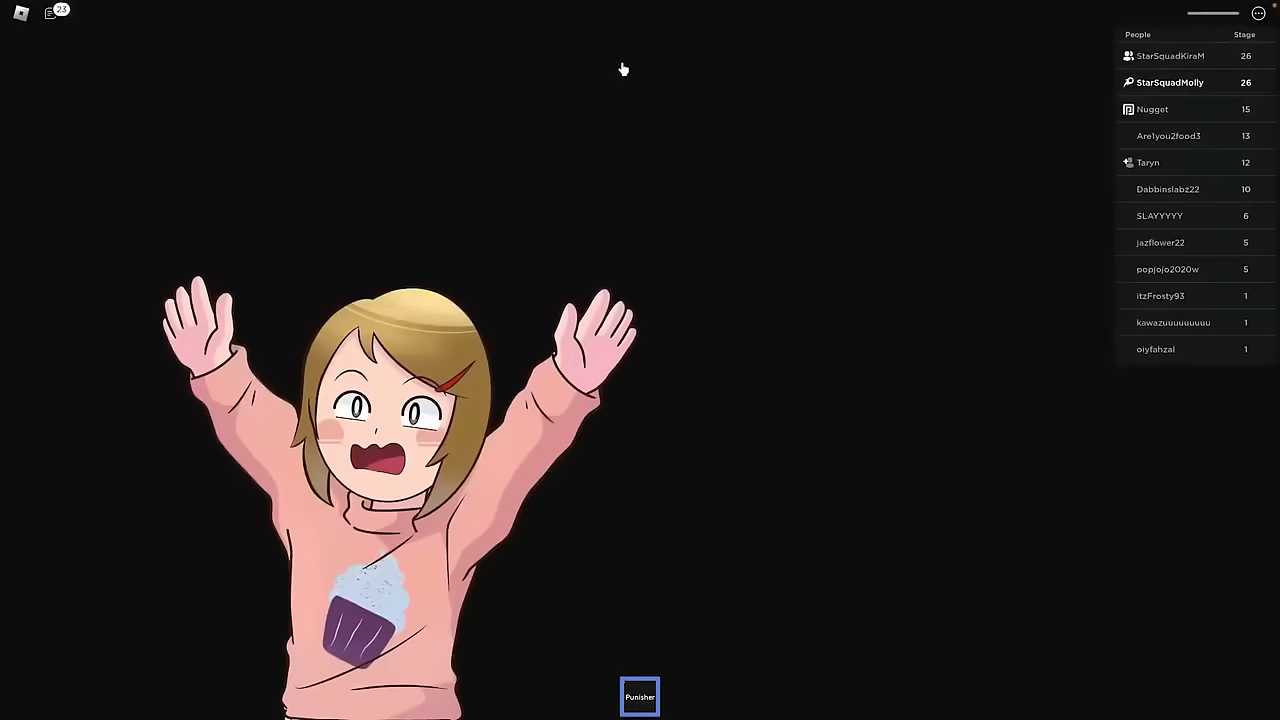 23
People Stage
StarSquadKiraM 26
StarSquadMolly 26
Nugget 15
Are1you2food3 13
Taryn 12
Dabbinslabz22 10
SLAYYYYY 6
jazflower22 5
popjojo2020w 5
itzFrosty93 1
kawazuuuuuuuuu 1
oiyfahzal 1
Punisher